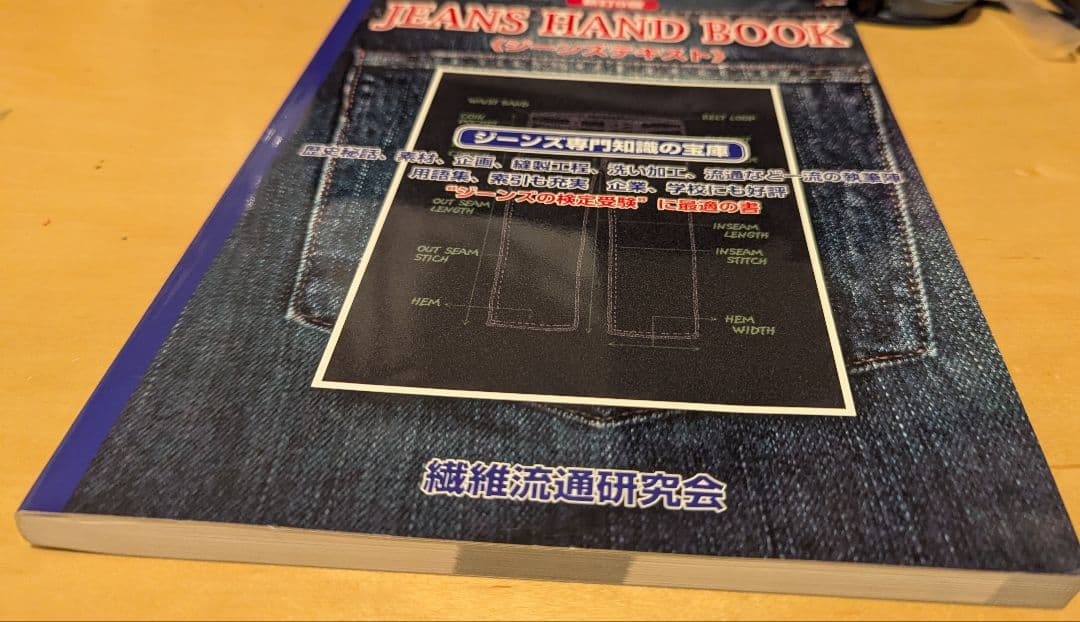 JEANS HAND BOOK
《ジーンズテキスト》
WAIST BAND
BELT LOOP
ジーンズ専門知識の宝庫
歴史秘話、素材、企画、縫製工程、洗い加工、流通など一流の執筆陣
用語集、索引も充実 企業、学校にも好評
“ジーンズの検定受験”に最適の書
OUT SEAM
LENGTH
INSEAM
LENGTH
OUT SEAM
STICH
INSEAM
STITCH
HEM
HEM
WIDTH
繊維流通研究会